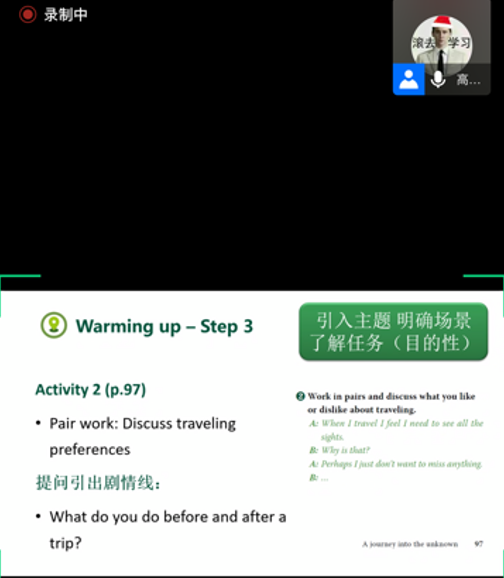 录制中
滚去 学习
高...
Warming up – Step 3
引入主题 明确场景
了解任务（目的性）
Activity 2 (p.97)
• Pair work: Discuss traveling
preferences
提问引出剧情线：
• What do you do before and after a
trip?
2 Work in pairs and discuss what you like
or dislike about traveling.
A: When I travel I feel I need to see all the
sights.
B: Why is that?
A: Perhaps I just don't want to miss anything.
B: ...
A journey into the unknown 97